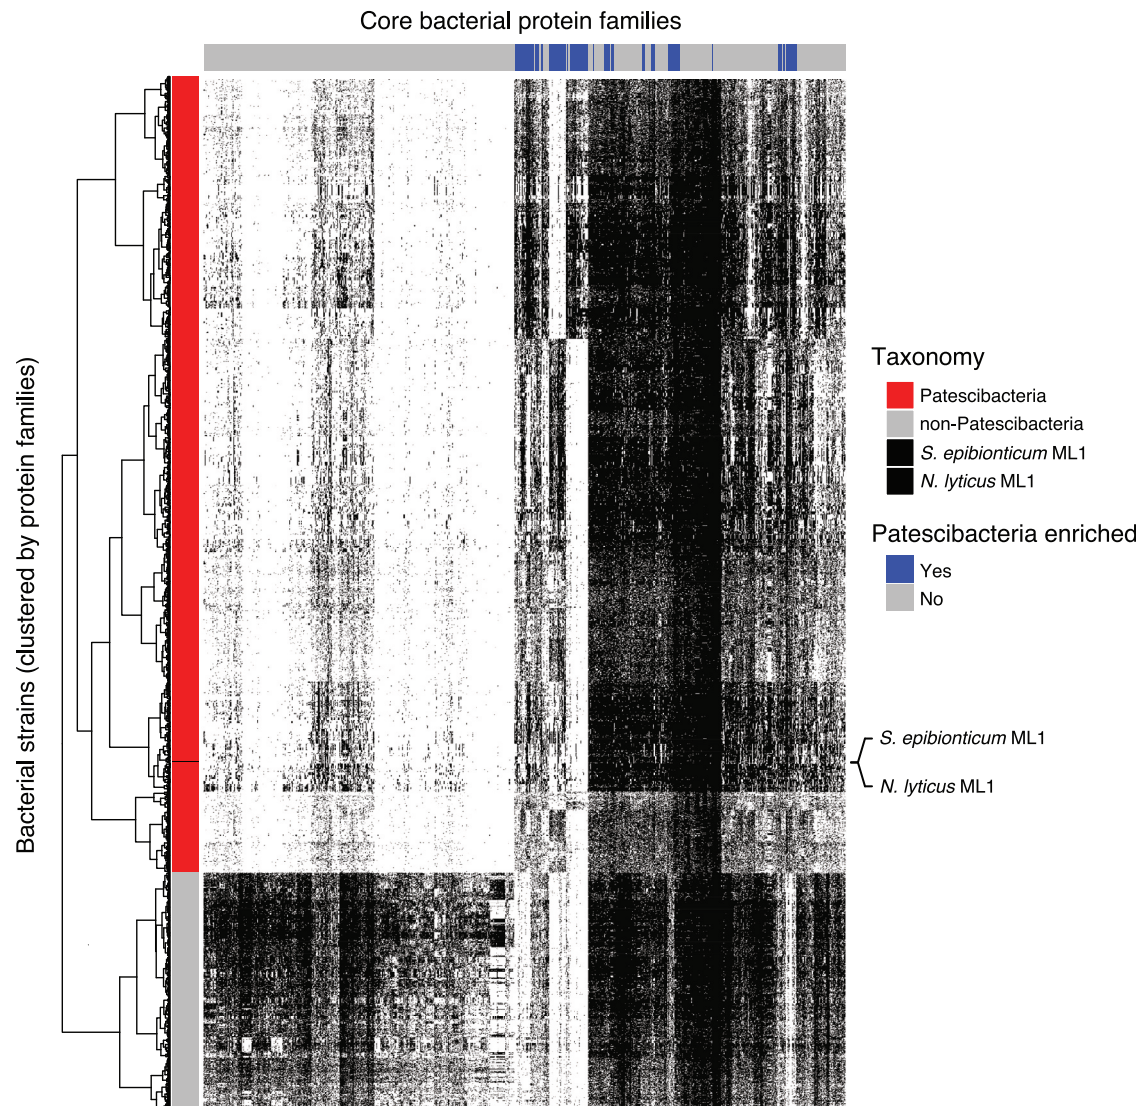 Core bacterial protein families
Bacterial strains (clustered by protein families)
Taxonomy
Patescibacteria
non-Patescibacteria
S. epibionticum ML1
N. lyticus ML1
Patescibacteria enriched
Yes
No
S. epibionticum ML1
N. lyticus ML1